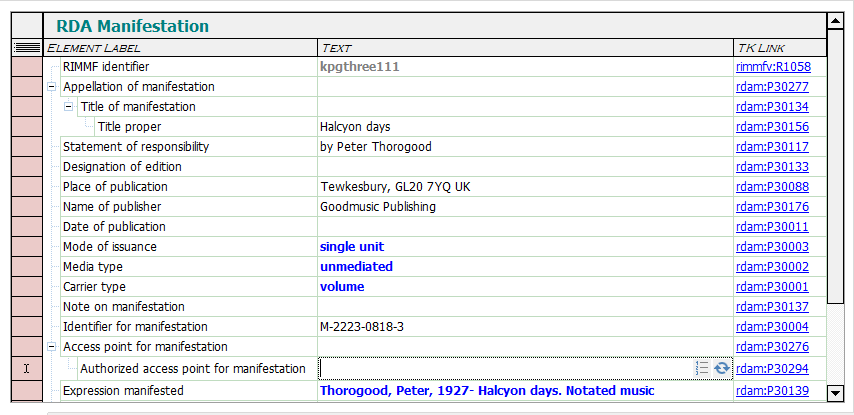 RDA Manifestation
ELEMENT LABEL TEXT TK LINK
RIMMF identifier kpgthree111 rimmfv:R1058
Appellation of manifestation rdam:P30277
Title of manifestation rdam:P30134
Title proper Halcyon days rdam:P30156
Statement of responsibility by Peter Thorogood rdam:P30117
Designation of edition rdam:P30133
Place of publication Tewkesbury, GL20 7YQ UK rdam:P30088
Name of publisher Goodmusic Publishing rdam:P30176
Date of publication rdam:P30011
Mode of issuance single unit rdam:P30003
Media type unmediated rdam:P30002
Carrier type volume rdam:P30001
Note on manifestation rdam:P30137
Identifier for manifestation M-2223-0818-3 rdam:P30004
Access point for manifestation rdam:P30276
Authorized access point for manifestation rdam:P30294
Expression manifested Thorogood, Peter, 1927- Halcyon days. Notated music rdam:P30139